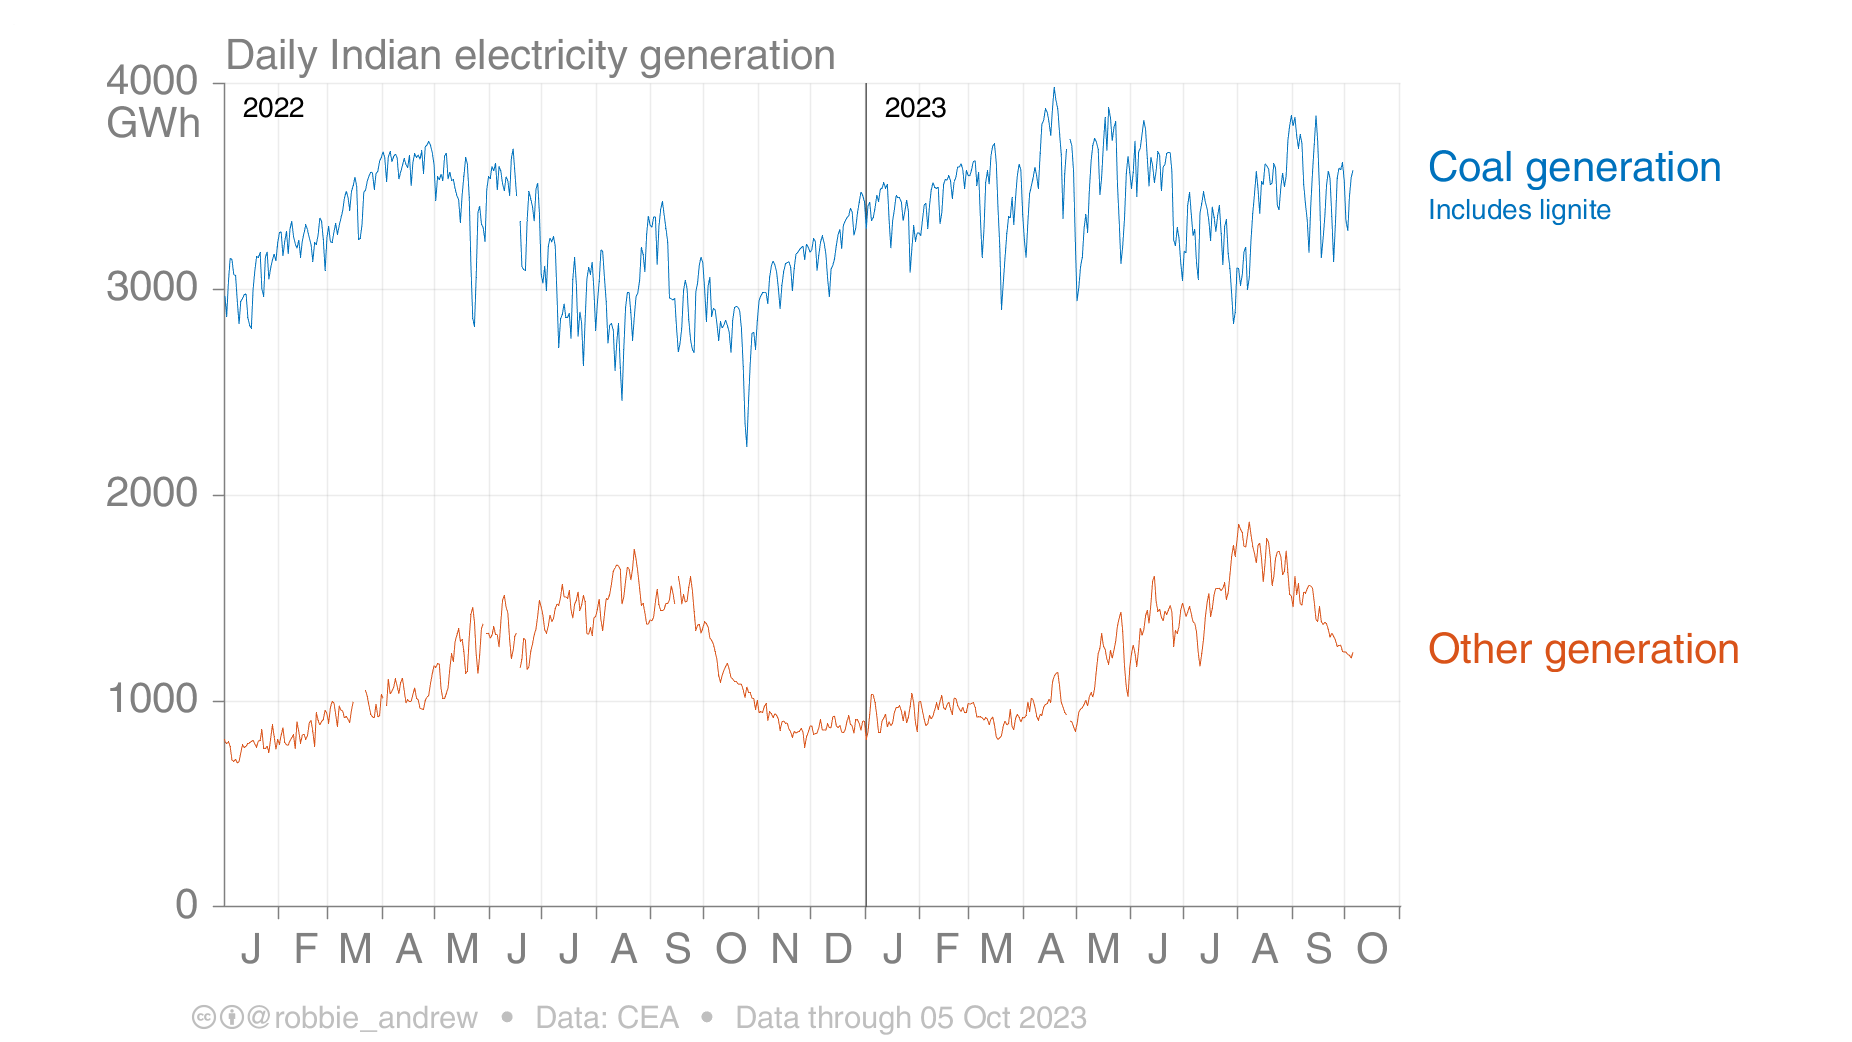 Daily Indian electricity generation
4000
GWh
2022
2023
3000
2000
1000
0
Coal generation
Includes lignite
Other generation
J F M A M J J A S O N D J F M A M J J A S O
@robbie_andrew • Data: CEA • Data through 05 Oct 2023